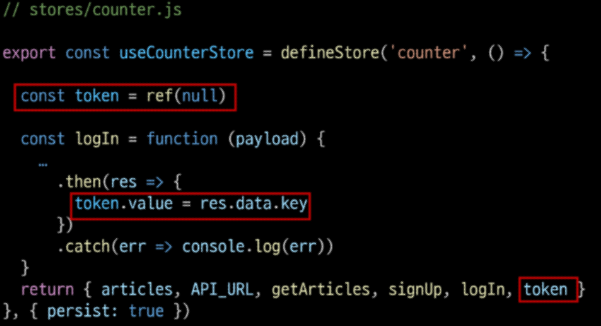 // stores/counter.js
export const useCounterStore = defineStore('counter', () => {
const token = ref(null)
const logIn = function (payload) {
…
.then(res => {
token.value = res.data.key
})
.catch(err => console.log(err))
}
return { articles, API_URL, getArticles, signUp, logIn, token }
}, { persist: true })